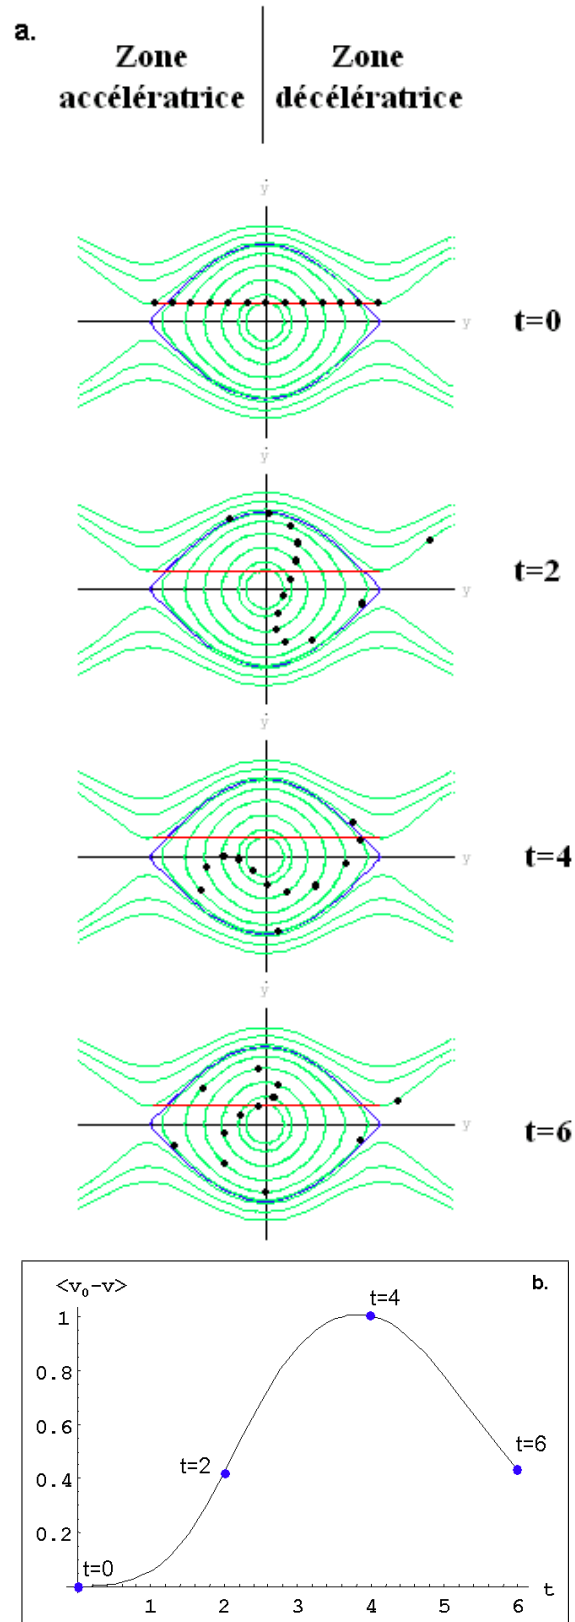 a.
Zone Zone
accélératrice décélératrice
ẏ
y
t=0
ẏ
y
t=2
ẏ
y
t=4
ẏ
y
t=6
<v₀-v> b.
1 t=4
0.8
0.6
t=6
0.4 t=2
0.2
t=0
1 2 3 4 5 6 t